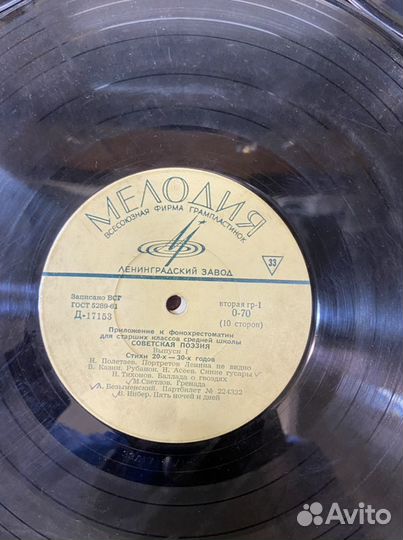 МЕЛОДИЯ
ВСЕСОЮЗНАЯ ФИРМА ГРАМПЛАСТИНОК
33
ЛЕНИНГРАДСКИЙ ЗАВОД
Записано ВСГ
ГОСТ 5289-61
Д-17153
вторая гр-1
0-70
(10 сторон)
Приложение к фонохрестоматии
для старших классов средней школы
СОВЕТСКАЯ ПОЭЗИЯ
Выпуск I
Стихи 20-х — 30-х годов
Н. Полетаев. Портретов Ленина не видно
В. Казин. Рубанок. Н. Асеев. Синие гусары
Н. Тихонов. Баллада о гвоздях
М. Светлов. Гренада
А. Безыменский. Партбилет № 224332
В. Инбер. Пять ночей и дней
Avito